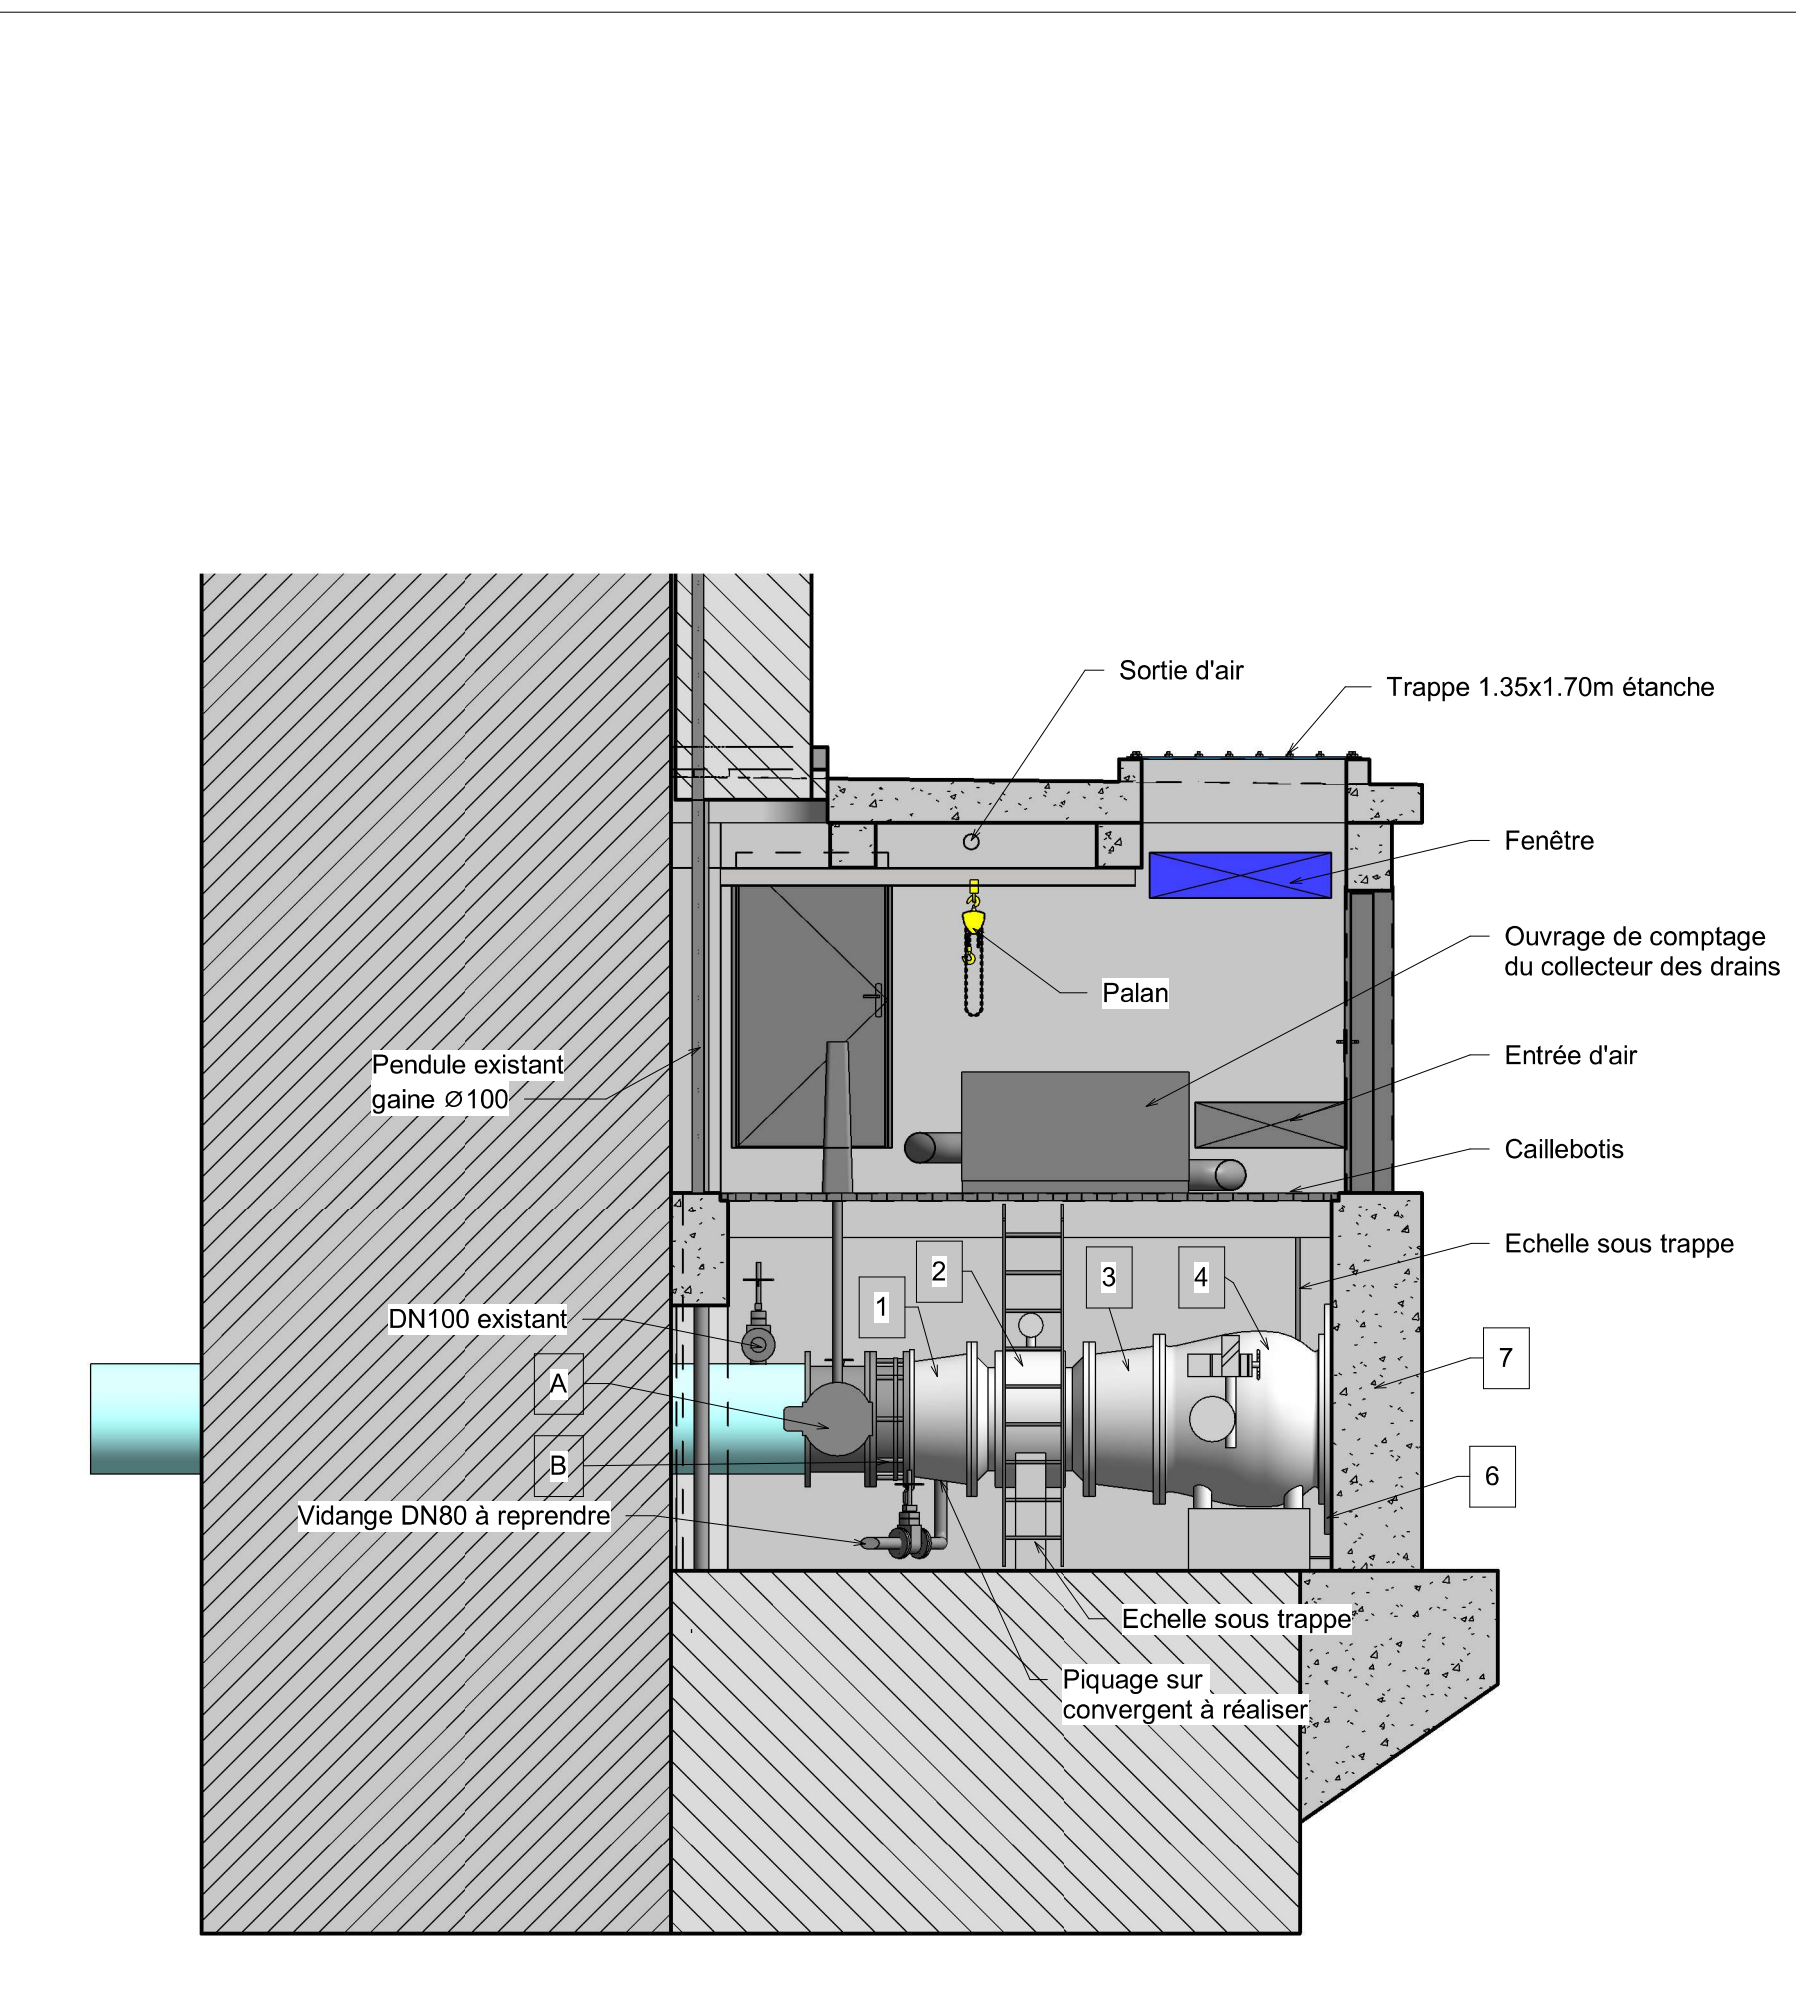 Sortie d'air
Trappe 1.35x1.70m étanche
Fenêtre
Ouvrage de comptage
du collecteur des drains
Palan
Entrée d'air
Pendule existant
gaine Ø100
Caillebotis
Echelle sous trappe
2
3
4
1
DN100 existant
7
A
B
6
Vidange DN80 à reprendre
Echelle sous trappe
Piquage sur
convergent à réaliser